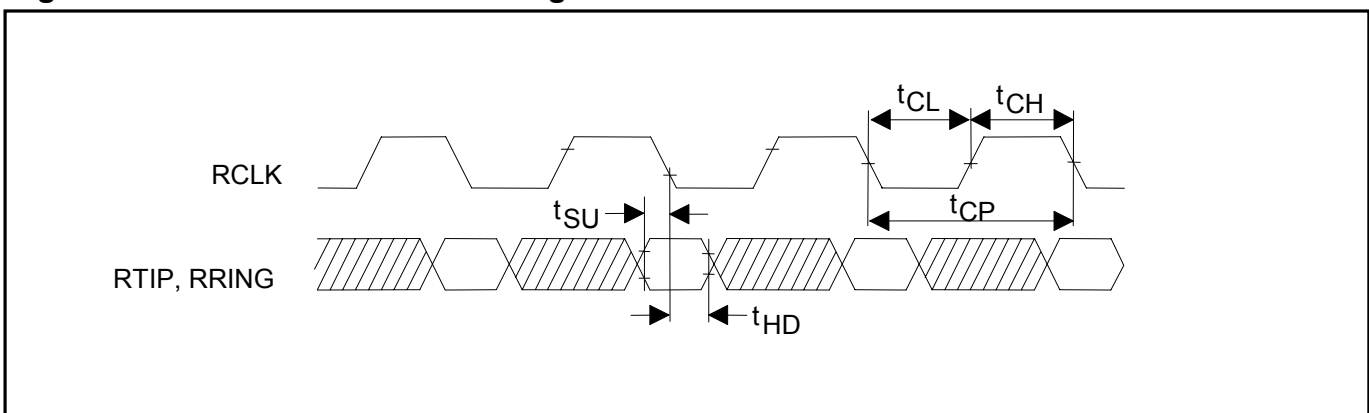 tCL tCH
RCLK
tCP
tSU
RTIP, RRING
tHD